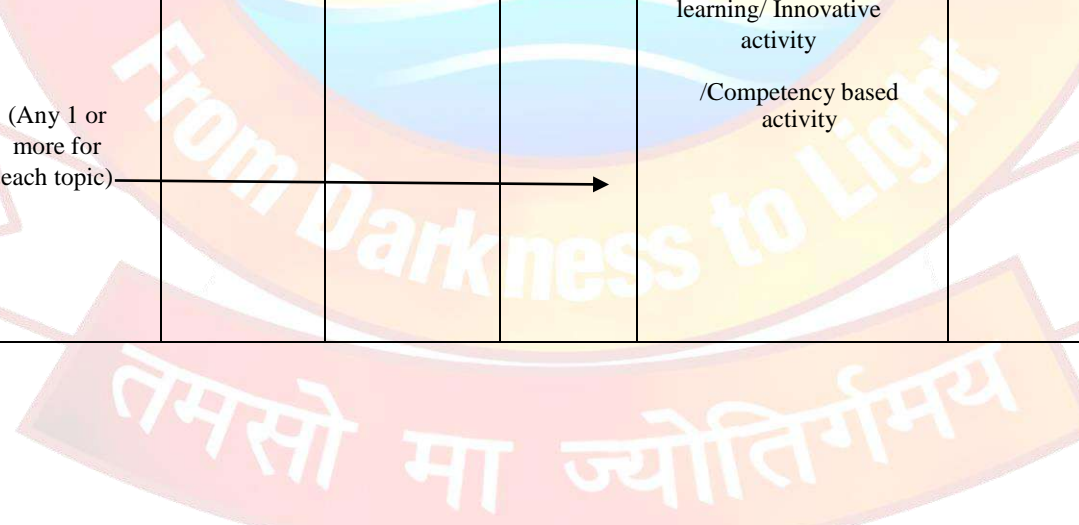 learning/ Innovative
activity
/Competency based
activity
(Any 1 or
more for
each topic)
From Darkness to Light
तमसो मा ज्योतिर्गमय